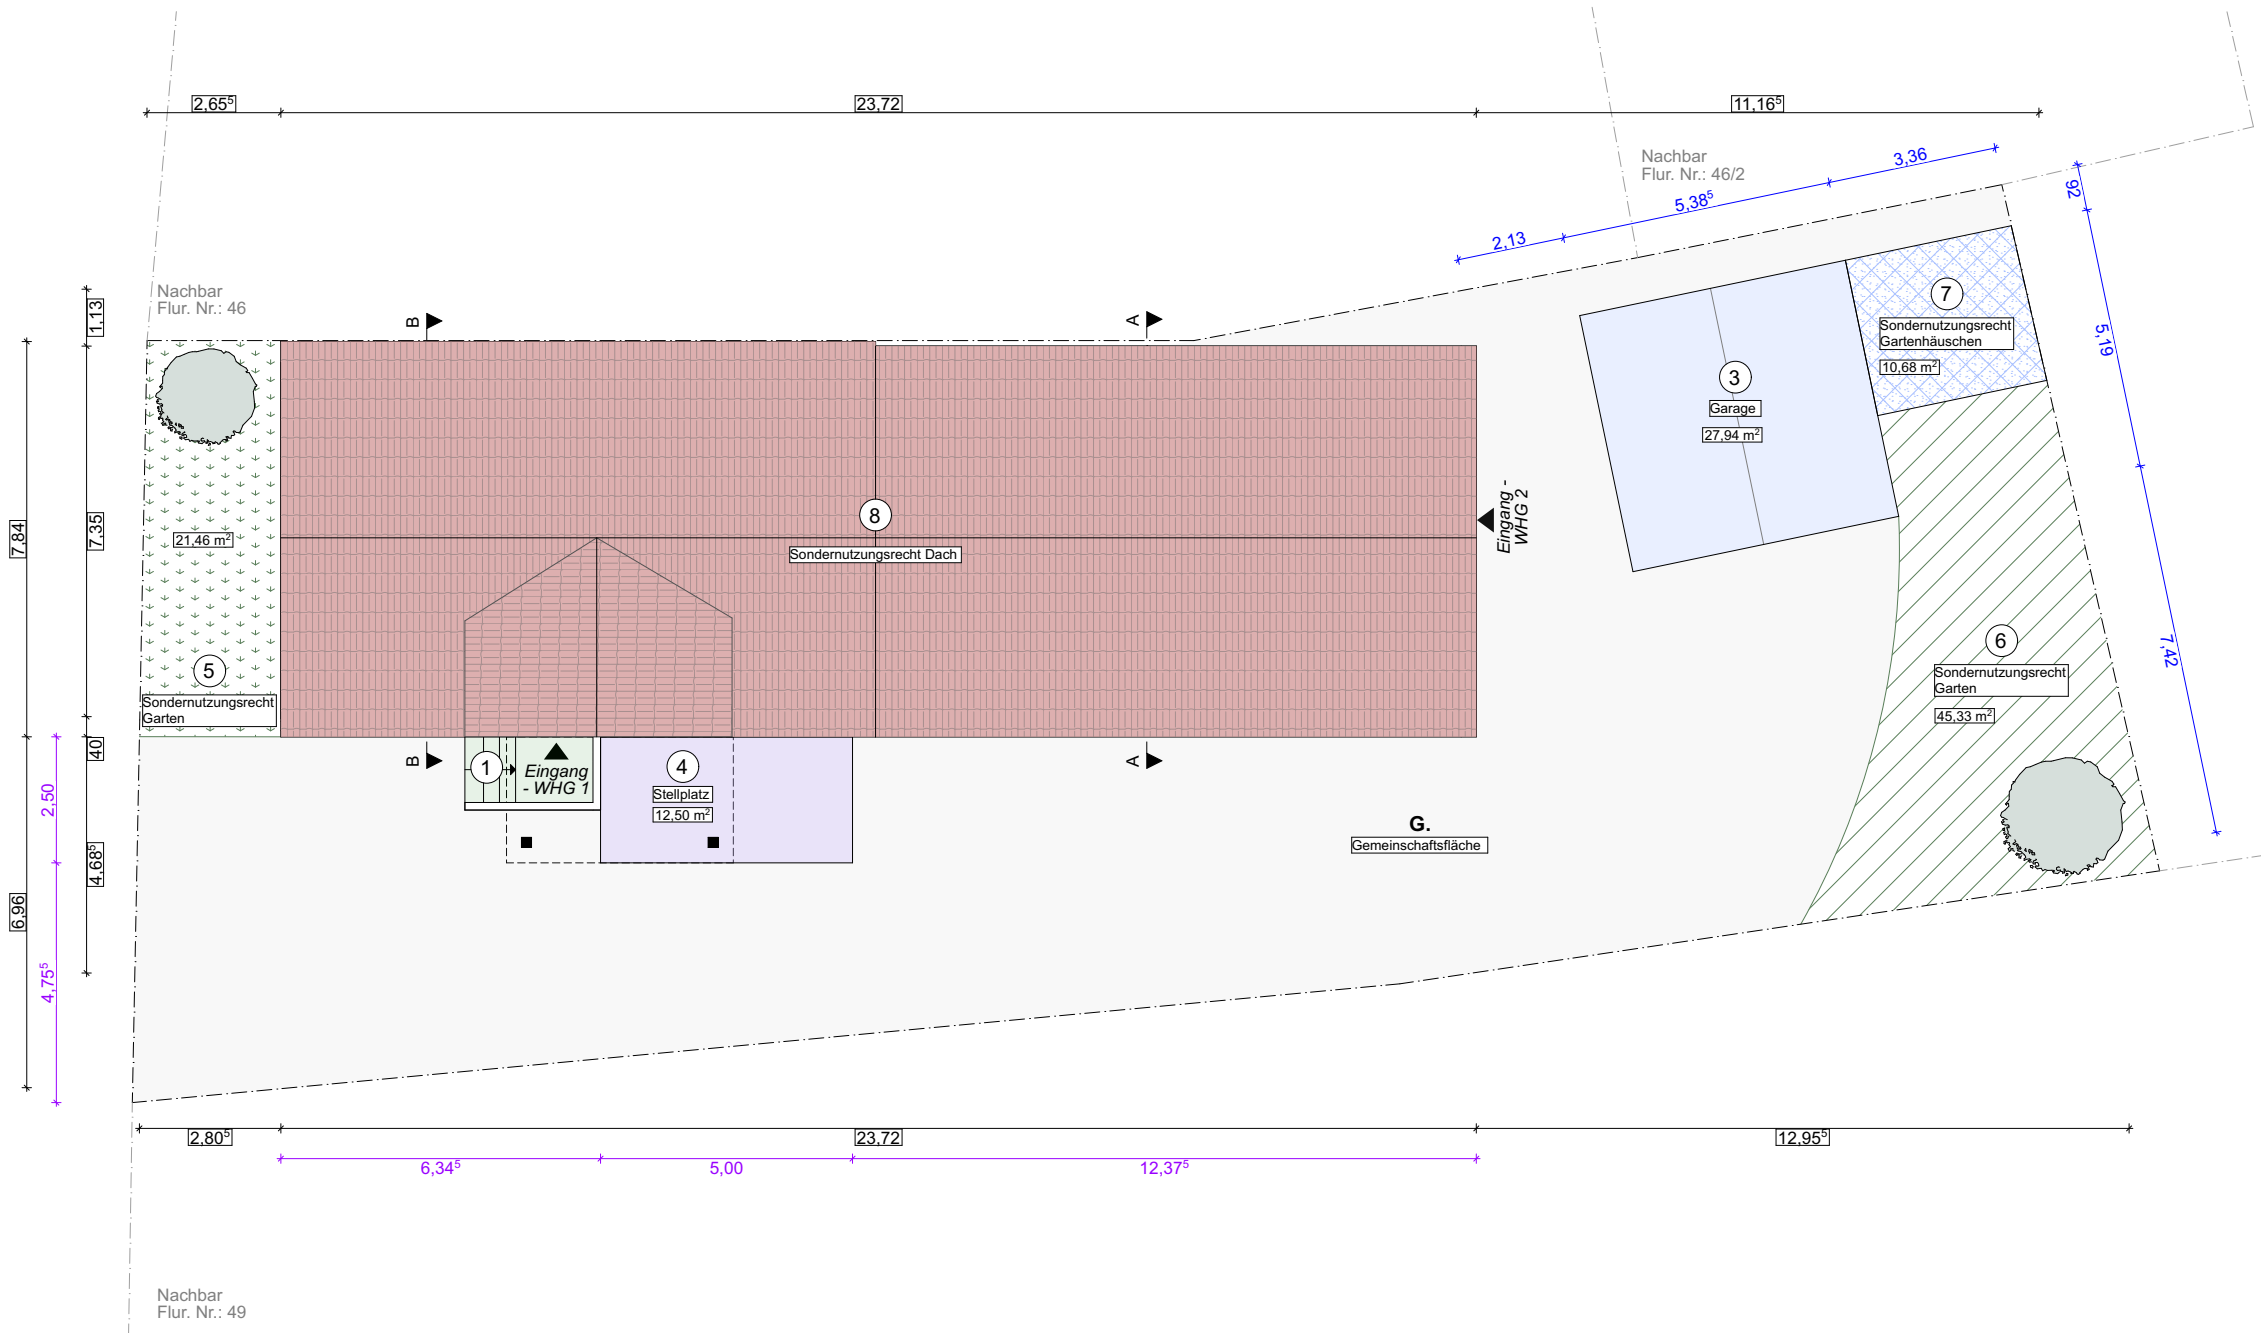 2,65⁵
23,72
11,16⁵
Nachbar
Flur. Nr.: 46/2
3,36
5,38⁵
2,13
92
5,19
7,42
Nachbar
Flur. Nr.: 46
1,13
7,84
7,35
40
2,50
4,68⁵
6,96
4,75⁵
B
A
7
Sondernutzungsrecht
Gartenhäuschen
10,68 m²
3
Garage
27,94 m²
8
Sondernutzungsrecht Dach
Eingang -
WHG 2
21,46 m²
5
Sondernutzungsrecht
Garten
6
Sondernutzungsrecht
Garten
45,33 m²
B
1
Eingang
- WHG 1
4
Stellplatz
12,50 m²
A
G.
Gemeinschaftsfläche
2,80⁵
23,72
12,95⁵
6,34⁵
5,00
12,37⁵
Nachbar
Flur. Nr.: 49